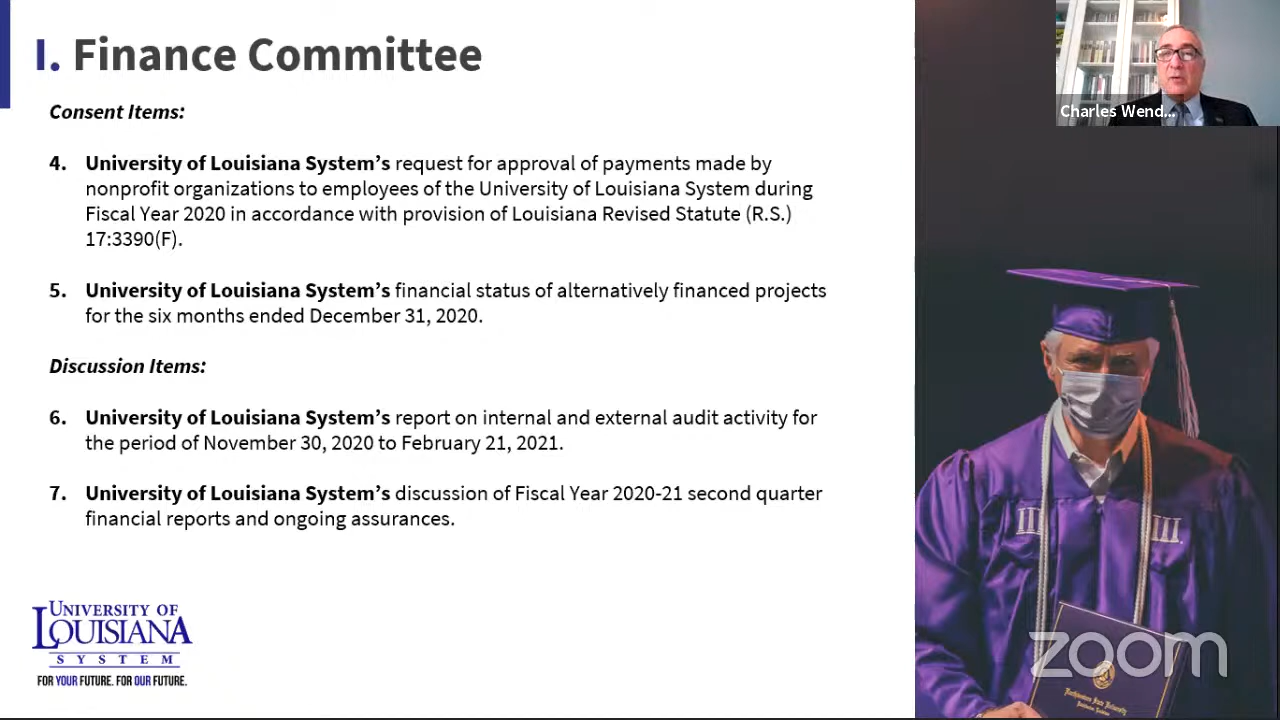 I. Finance Committee
Consent Items:
4. University of Louisiana System’s request for approval of payments made by
nonprofit organizations to employees of the University of Louisiana System during
Fiscal Year 2020 in accordance with provision of Louisiana Revised Statute (R.S.)
17:3390(F).
5. University of Louisiana System’s financial status of alternatively financed projects
for the six months ended December 31, 2020.
Discussion Items:
6. University of Louisiana System’s report on internal and external audit activity for
the period of November 30, 2020 to February 21, 2021.
7. University of Louisiana System’s discussion of Fiscal Year 2020-21 second quarter
financial reports and ongoing assurances.
UNIVERSITY OF
LOUISIANA
SYSTEM
FOR YOUR FUTURE. FOR OUR FUTURE.
Charles Wend...
zoom
Northwestern State University